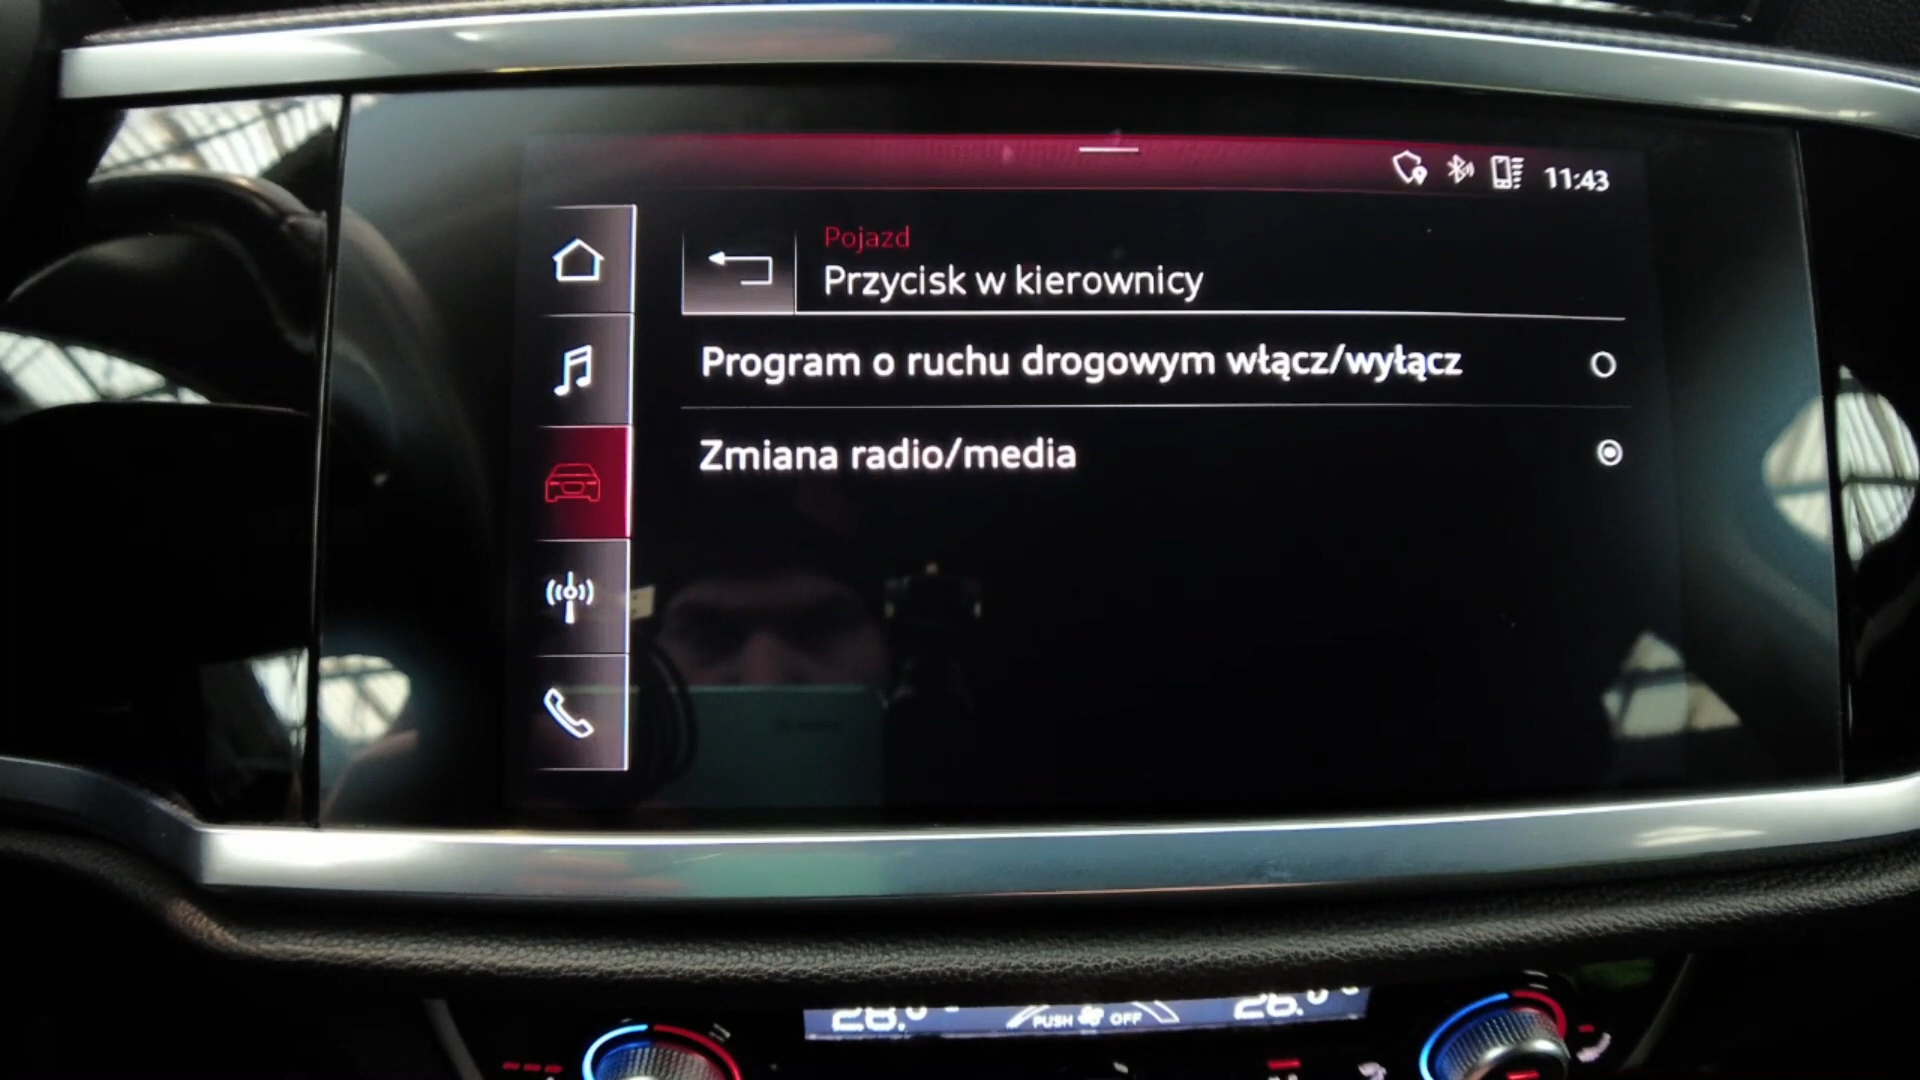 11:43
Pojazd
Przycisk w kierownicy
Program o ruchu drogowym włącz/wyłącz
Zmiana radio/media
PUSH OFF